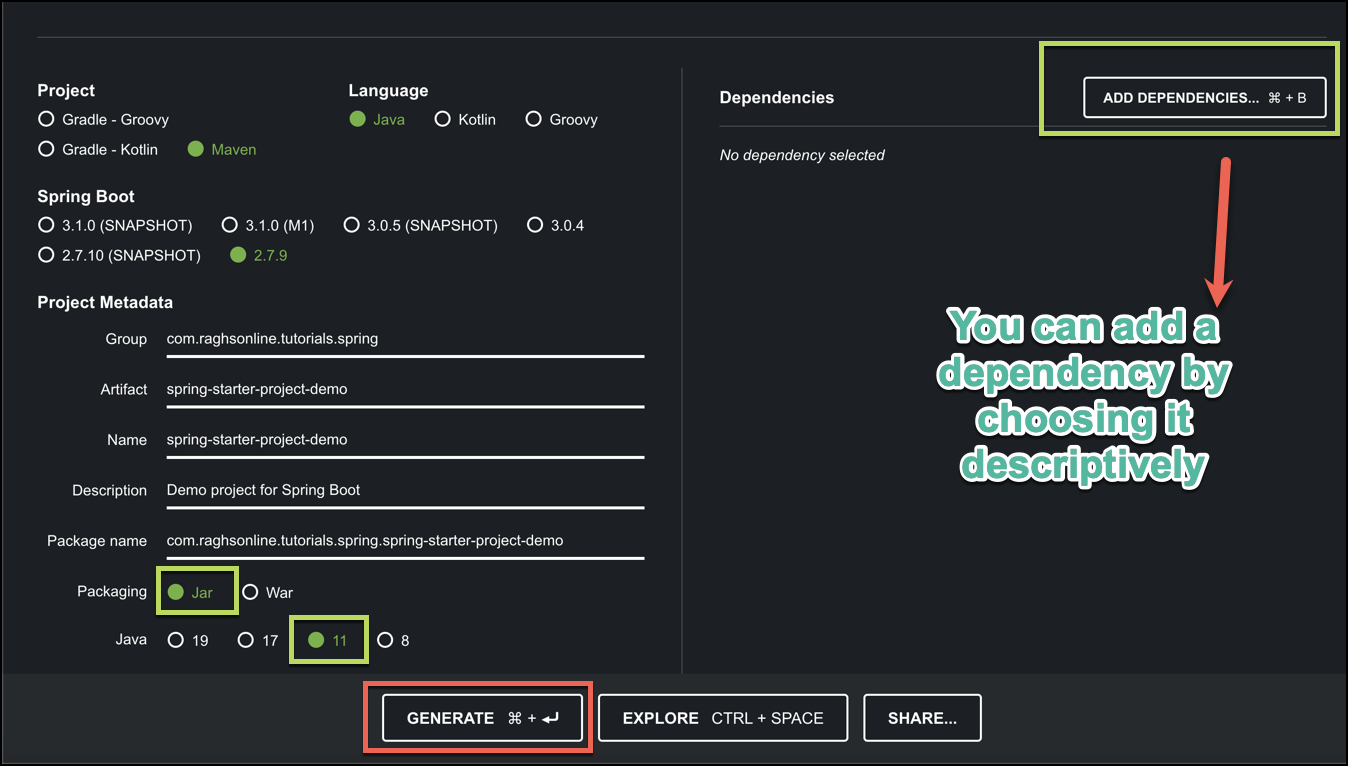 Project
Gradle - Groovy
Gradle - Kotlin Maven
Language
Java Kotlin Groovy
Spring Boot
3.1.0 (SNAPSHOT) 3.1.0 (M1) 3.0.5 (SNAPSHOT) 3.0.4
2.7.10 (SNAPSHOT) 2.7.9
Project Metadata
Group com.raghsonline.tutorials.spring
Artifact spring-starter-project-demo
Name spring-starter-project-demo
Description Demo project for Spring Boot
Package name com.raghsonline.tutorials.spring.spring-starter-project-demo
Packaging Jar War
Java 19 17 11 8
Dependencies ADD DEPENDENCIES... ⌘ + B
No dependency selected
You can add a
dependency by
choosing it
descriptively
GENERATE ⌘ + ↵ EXPLORE CTRL + SPACE SHARE...